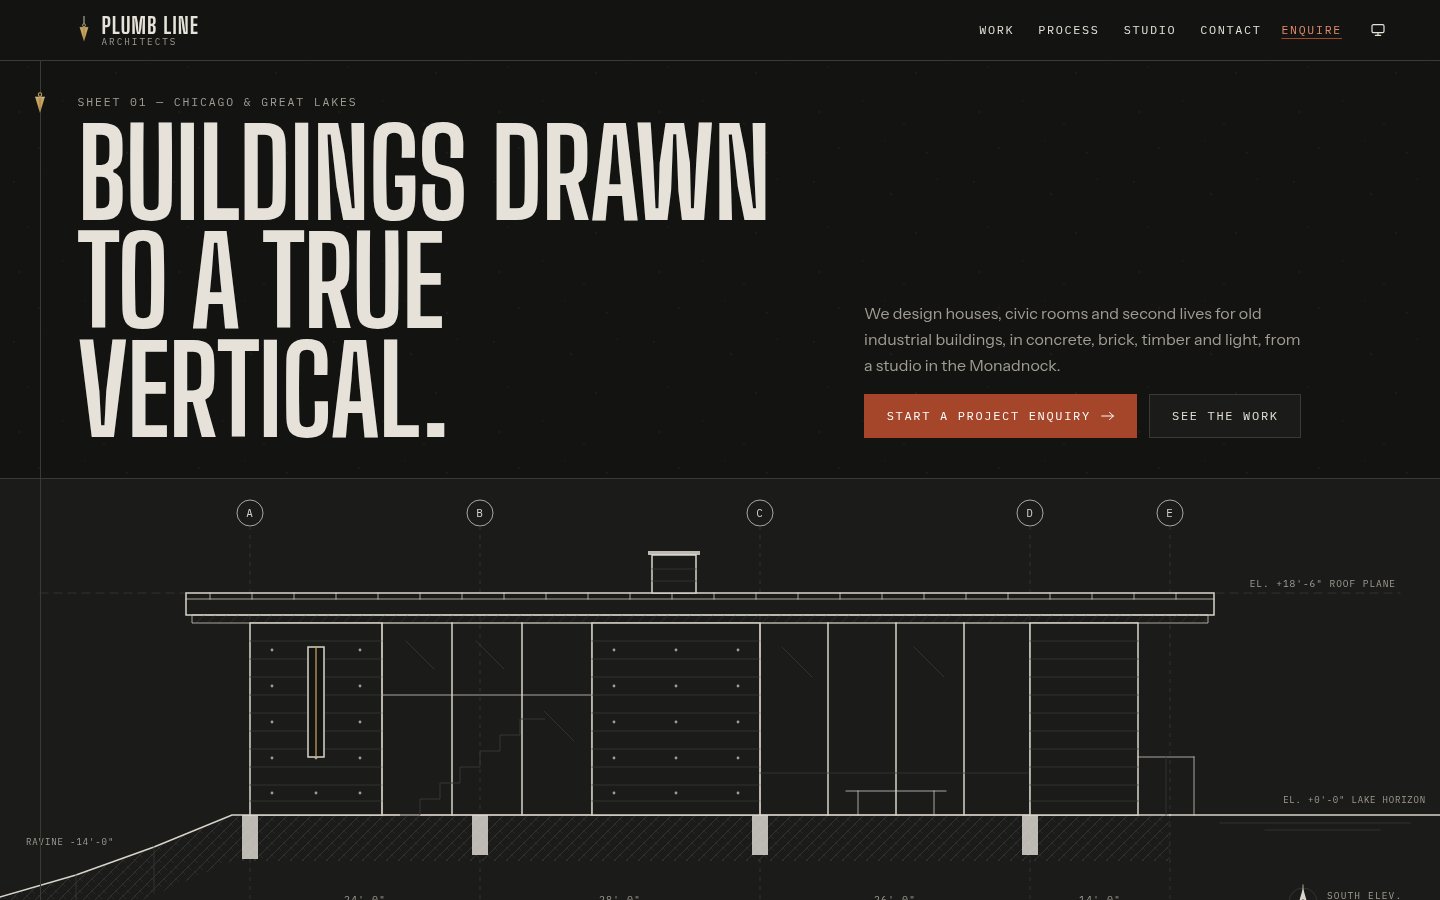 PLUMB LINE
ARCHITECTS
WORK PROCESS STUDIO CONTACT ENQUIRE
SHEET 01 — CHICAGO & GREAT LAKES
BUILDINGS DRAWN
TO A TRUE
VERTICAL.
We design houses, civic rooms and second lives for old
industrial buildings, in concrete, brick, timber and light, from
a studio in the Monadnock.
START A PROJECT ENQUIRY → SEE THE WORK
A B C D E
EL. +18'-6" ROOF PLANE
EL. +0'-0" LAKE HORIZON
RAVINE -14'-0"
SOUTH ELEV.